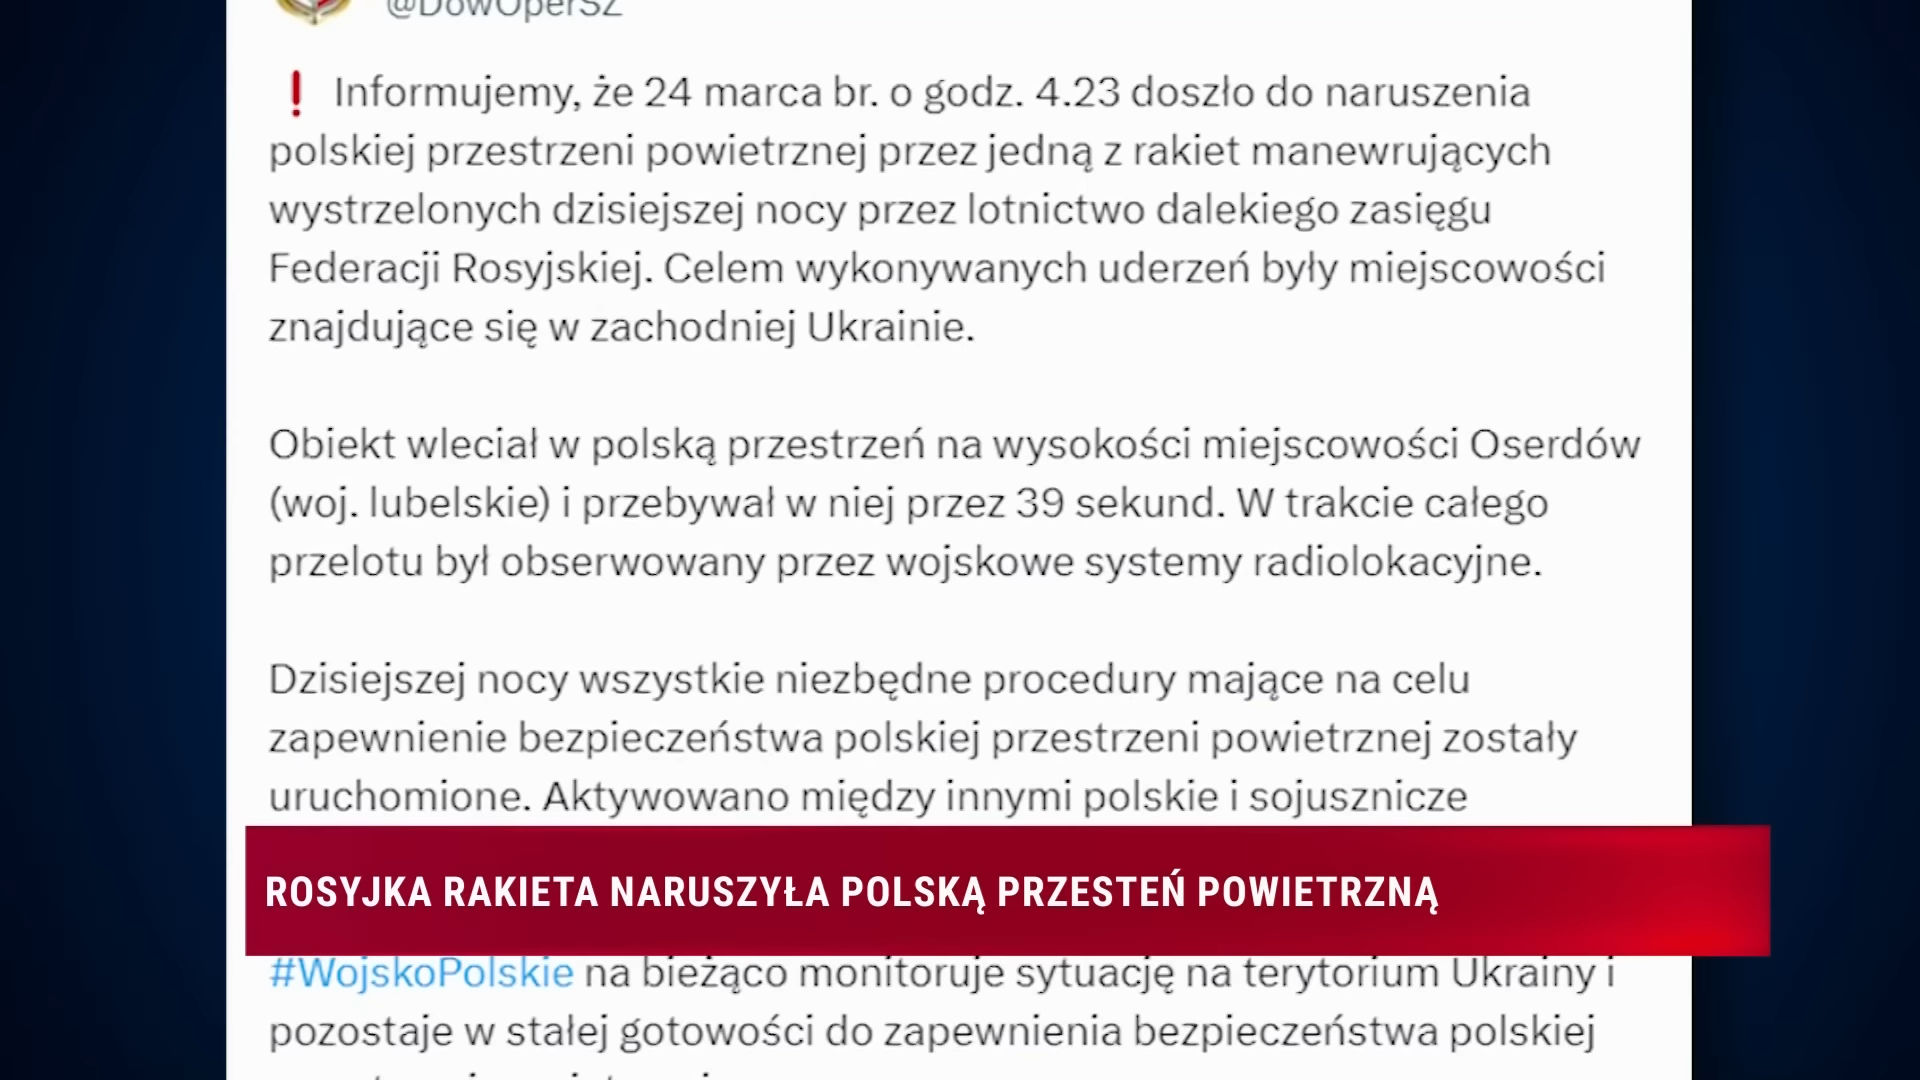 @DowOperSZ
❗ Informujemy, że 24 marca br. o godz. 4.23 doszło do naruszenia
polskiej przestrzeni powietrznej przez jedną z rakiet manewrujących
wystrzelonych dzisiejszej nocy przez lotnictwo dalekiego zasięgu
Federacji Rosyjskiej. Celem wykonywanych uderzeń były miejscowości
znajdujące się w zachodniej Ukrainie.
Obiekt wleciał w polską przestrzeń na wysokości miejscowości Oserdów
(woj. lubelskie) i przebywał w niej przez 39 sekund. W trakcie całego
przelotu był obserwowany przez wojskowe systemy radiolokacyjne.
Dzisiejszej nocy wszystkie niezbędne procedury mające na celu
zapewnienie bezpieczeństwa polskiej przestrzeni powietrznej zostały
uruchomione. Aktywowano między innymi polskie i sojusznicze
ROSYJKA RAKIETA NARUSZYŁA POLSKĄ PRZESTEŃ POWIETRZNĄ
#WojskoPolskie na bieżąco monitoruje sytuację na terytorium Ukrainy i
pozostaje w stałej gotowości do zapewnienia bezpieczeństwa polskiej